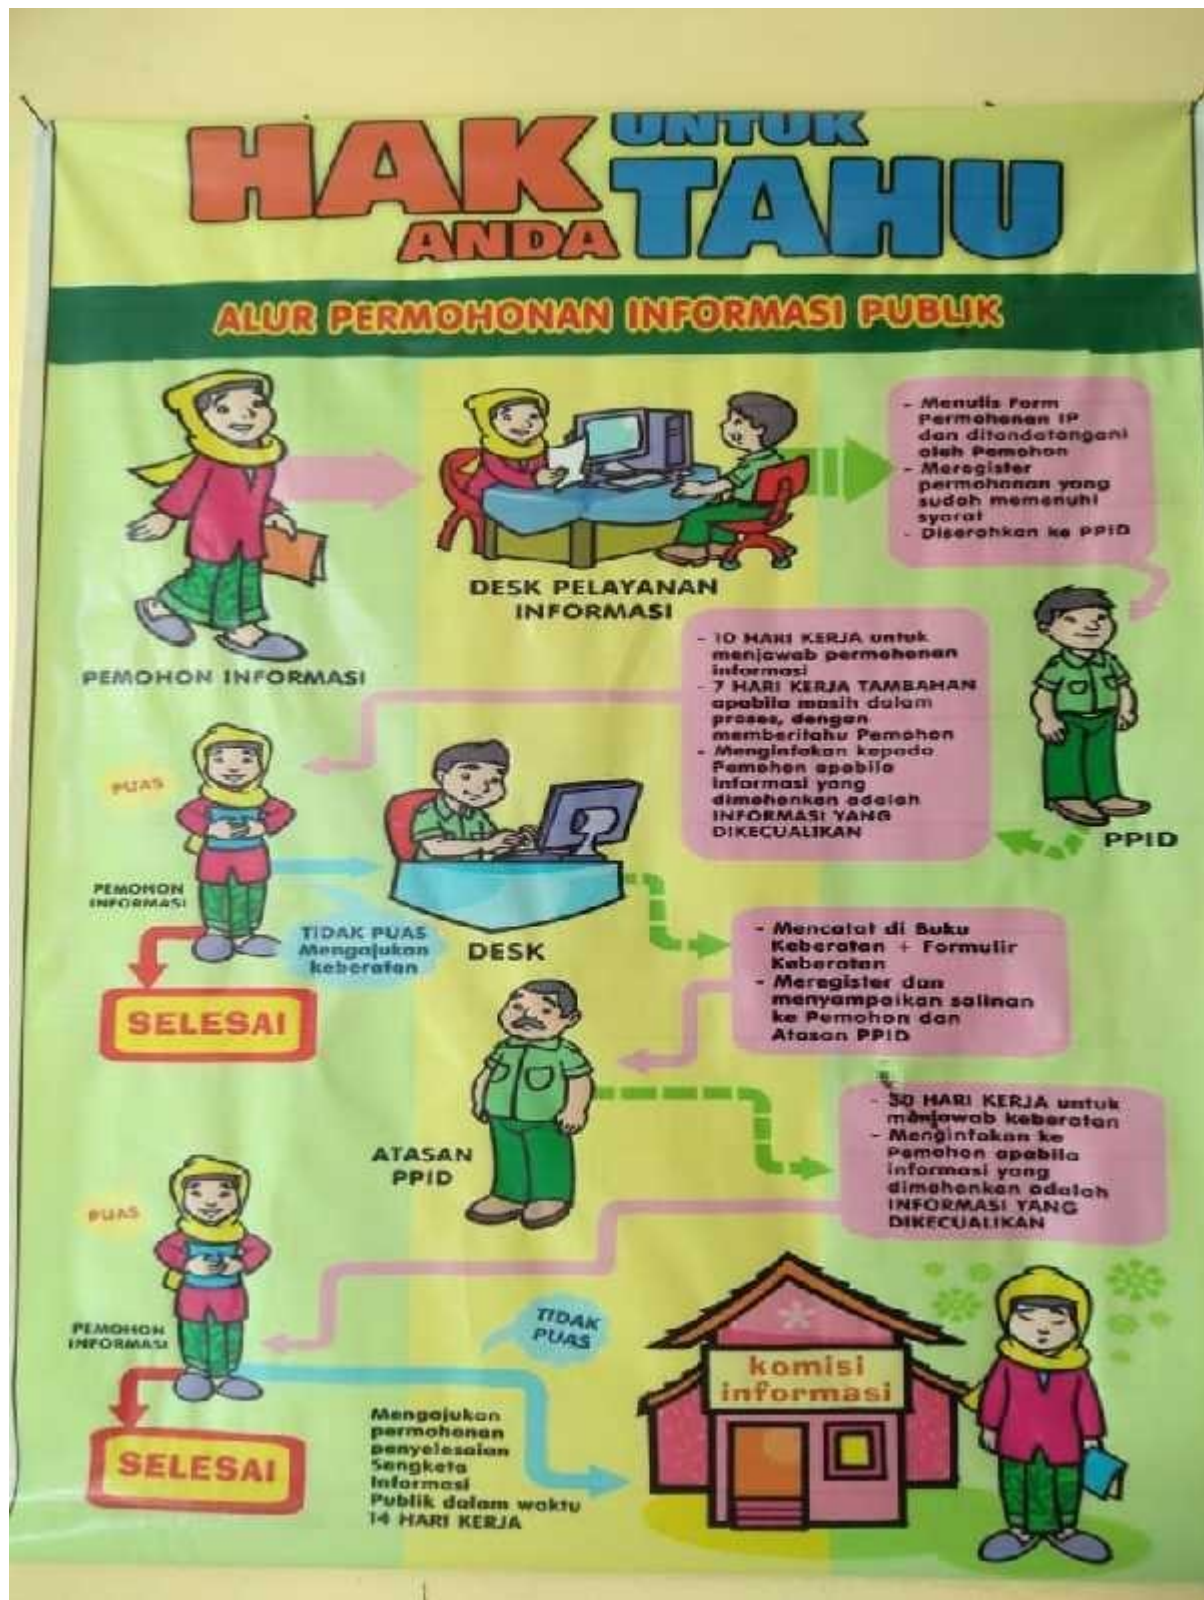 HAK ANDA
UNTUK TAHU
ALUR PERMOHONAN INFORMASI PUBLIK
PEMOHON INFORMASI
DESK PELAYANAN
INFORMASI
- Menulis Form
Permohonan IP
dan ditandatangani
oleh Pemohon
- Meregister
permohonan yang
sudah memenuhi
syarat
- Diserahkan ke PPID
PPID
- 10 HARI KERJA untuk
menjawab permohonan
informasi
- 7 HARI KERJA TAMBAHAN
apabila masih dalam
proses, dengan
memberitahu Pemohon
- Menginfokan kepada
Pemohon apabila
informasi yang
dimohonkan adalah
INFORMASI YANG
DIKECUALIKAN
PUAS
PEMOHON
INFORMASI
SELESAI
TIDAK PUAS
Mengajukan
keberatan
DESK
- Mencatat di Buku
Keberatan + Formulir
Keberatan
- Meregister dan
menyampaikan salinan
ke Pemohon dan
Atasan PPID
ATASAN
PPID
- 30 HARI KERJA untuk
menjawab keberatan
- Menginfokan ke
Pemohon apabila
informasi yang
dimohonkan adalah
INFORMASI YANG
DIKECUALIKAN
PUAS
PEMOHON
INFORMASI
SELESAI
TIDAK
PUAS
Mengajukan
permohonan
penyelesaian
Sengketa
Informasi
Publik dalam waktu
14 HARI KERJA
komisi
informasi